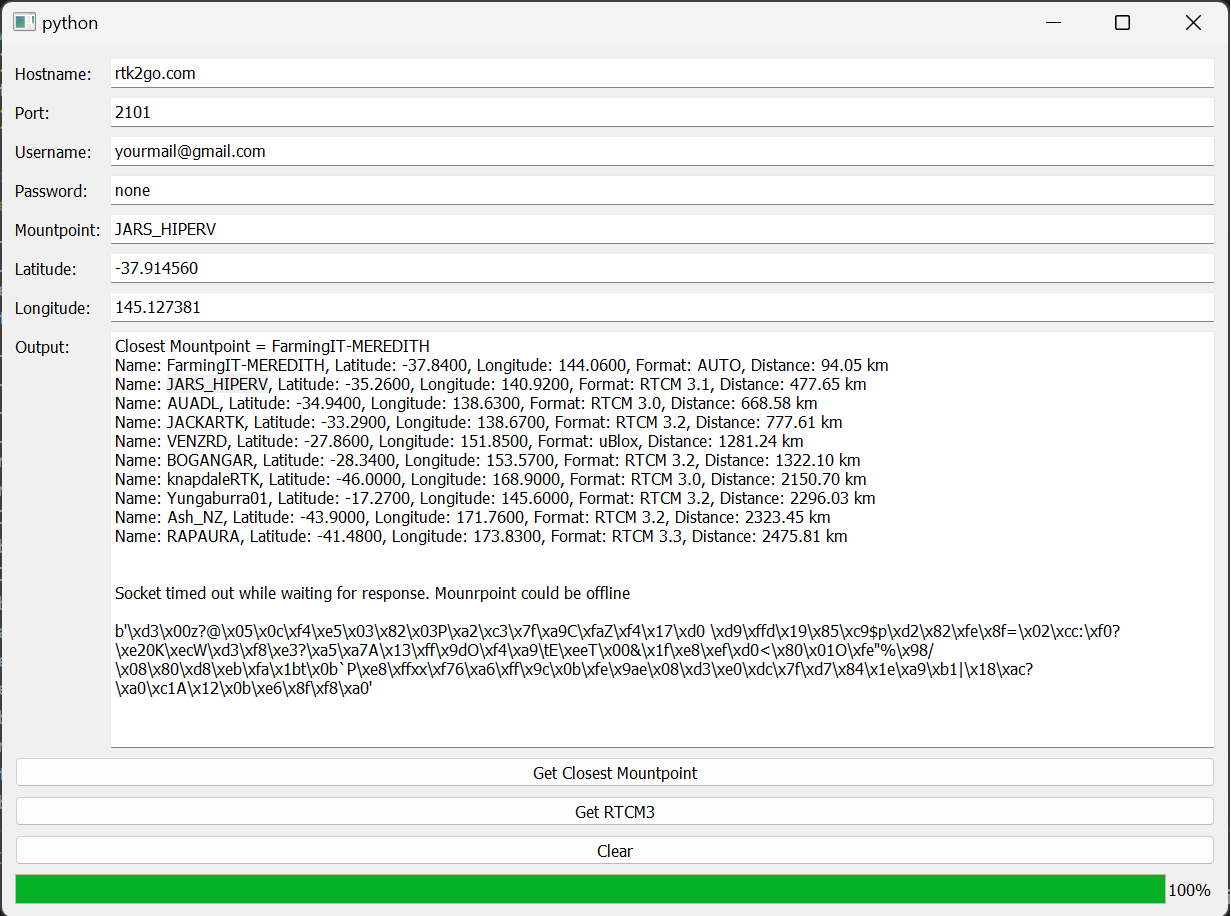 python
Hostname: rtk2go.com
Port: 2101
Username: yourmail@gmail.com
Password: none
Mountpoint: JARS_HIPERV
Latitude: -37.914560
Longitude: 145.127381
Output: Closest Mountpoint = FarmingIT-MEREDITH
Name: FarmingIT-MEREDITH, Latitude: -37.8400, Longitude: 144.0600, Format: AUTO, Distance: 94.05 km
Name: JARS_HIPERV, Latitude: -35.2600, Longitude: 140.9200, Format: RTCM 3.1, Distance: 477.65 km
Name: AUADL, Latitude: -34.9400, Longitude: 138.6300, Format: RTCM 3.0, Distance: 668.58 km
Name: JACKARTK, Latitude: -33.2900, Longitude: 138.6700, Format: RTCM 3.2, Distance: 777.61 km
Name: VENZRD, Latitude: -27.8600, Longitude: 151.8500, Format: uBlox, Distance: 1281.24 km
Name: BOGANGAR, Latitude: -28.3400, Longitude: 153.5700, Format: RTCM 3.2, Distance: 1322.10 km
Name: knapdaleRTK, Latitude: -46.0000, Longitude: 168.9000, Format: RTCM 3.0, Distance: 2150.70 km
Name: Yungaburra01, Latitude: -17.2700, Longitude: 145.6000, Format: RTCM 3.2, Distance: 2296.03 km
Name: Ash_NZ, Latitude: -43.9000, Longitude: 171.7600, Format: RTCM 3.2, Distance: 2323.45 km
Name: RAPAURA, Latitude: -41.4800, Longitude: 173.8300, Format: RTCM 3.3, Distance: 2475.81 km
Socket timed out while waiting for response. Mounrpoint could be offline
b'\xd3\x00z?@\x05\x0c\xf4\xe5\x03\x82\x03P\xa2\xc3\x7f\xa9C\xfaZ\xf4\x17\xd0 \xd9\xffd\x19\x85\xc9$p\xd2\x82\xfe\x8f=\x02\xcc:\xf0?
\xe20K\xecW\xd3\xf8\xe3?\xa5\xa7A\x13\xff\x9dO\xf4\xa9\tE\xeeT\x00&\x1f\xe8\xef\xd0<\x80\x01O\xfe"%\x98/
\x08\x80\xd8\xeb\xfa\x1bt\x0b`P\xe8\xffxx\xf76\xa6\xff\x9c\x0b\xfe\x9ae\x08\xd3\xe0\xdc\x7f\xd7\x84\x1e\xa9\xb1|\x18\xac?
\xa0\xc1A\x12\x0b\xe6\x8f\xf8\xa0'
Get Closest Mountpoint
Get RTCM3
Clear
100%